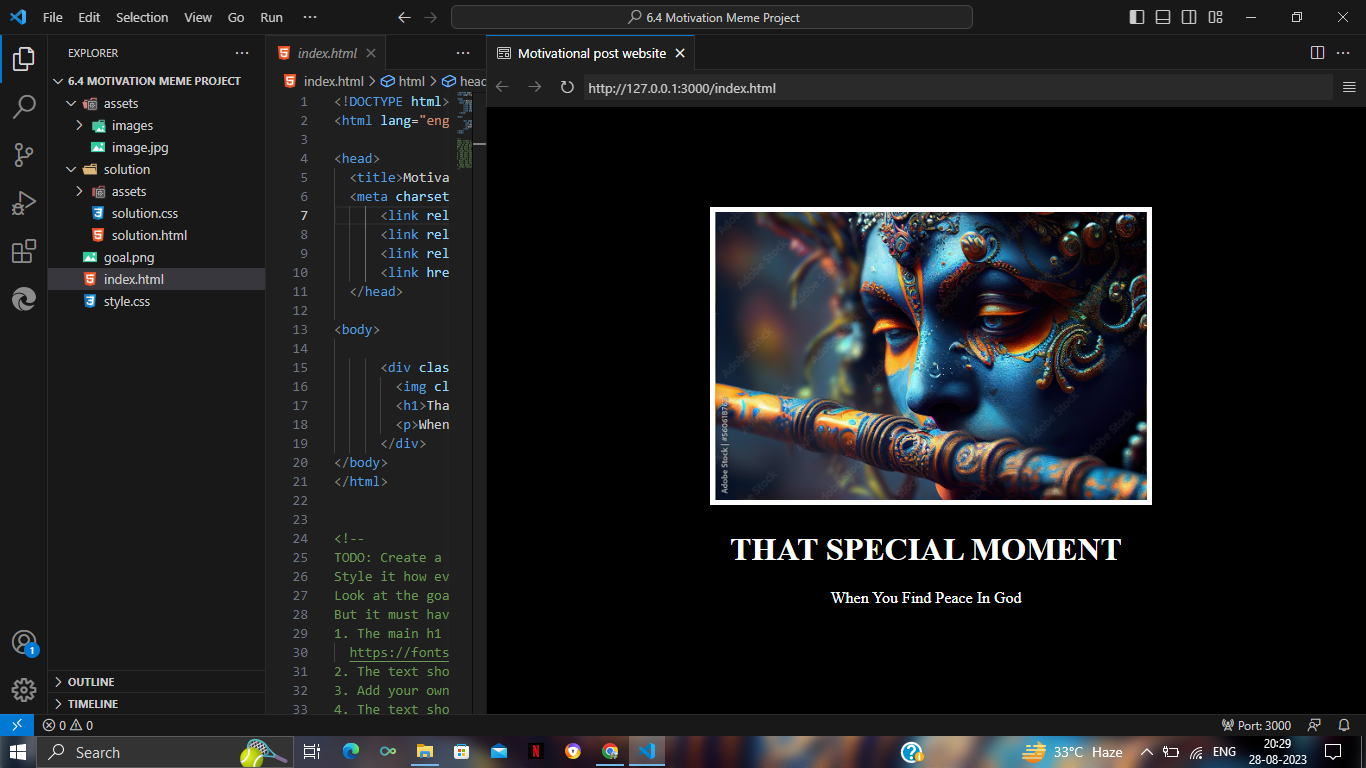 File Edit Selection View Go Run ···
6.4 Motivation Meme Project
EXPLORER
6.4 MOTIVATION MEME PROJECT
assets
images
image.jpg
solution
assets
solution.css
solution.html
goal.png
index.html
style.css
OUTLINE
TIMELINE
index.html
index.html > html > head
1 <!DOCTYPE html>
2 <html lang="eng
3
4 <head>
5 <title>Motiva
6 <meta charset
7 <link rel
8 <link rel
9 <link rel
10 <link hre
11 </head>
12
13 <body>
14
15 <div clas
16 <img cl
17 <h1>Tha
18 <p>When
19 </div>
20 </body>
21 </html>
22
23
24 <!--
25 TODO: Create a
26 Style it how ev
27 Look at the goa
28 But it must hav
29 1. The main h1
30 https://fonts
31 2. The text sho
32 3. Add your own
33 4. The text sho
Motivational post website
http://127.0.0.1:3000/index.html
Adobe Stock
Adobe Stock | #560618763
THAT SPECIAL MOMENT
When You Find Peace In God
1
0 0
Port: 3000
Search
33°C Haze
ENG
20:29
28-08-2023